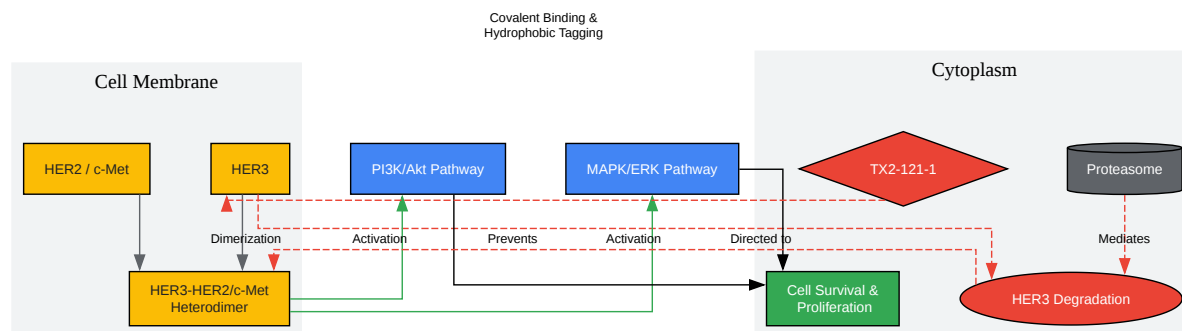 Covalent Binding &
Hydrophobic Tagging
Cell Membrane
Cytoplasm
HER2 / c-Met
HER3
PI3K/Akt Pathway
MAPK/ERK Pathway
TX2-121-1
Proteasome
Dimerization
Activation
Prevents
Activation
Directed to
Mediates
HER3-HER2/c-Met
Heterodimer
Cell Survival &
Proliferation
HER3 Degradation